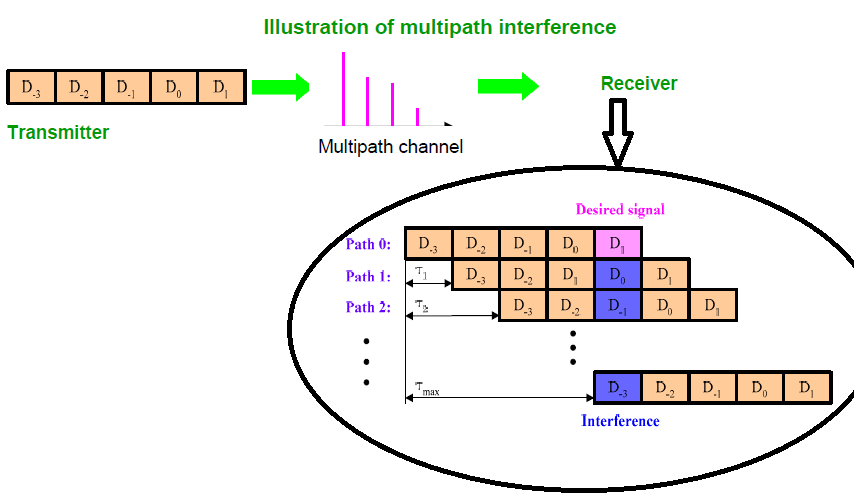 Illustration of multipath interference
D-3 D-2 D-1 D0 D1
Transmitter
Multipath channel
Receiver
Desired signal
Path 0: D-3 D-2 D-1 D0 D1
Path 1: τ1 D-3 D-2 D1 D0 D1
Path 2: τ2 D-3 D-2 D-1 D0 D1
τmax D-3 D-2 D-1 D0 D1
Interference